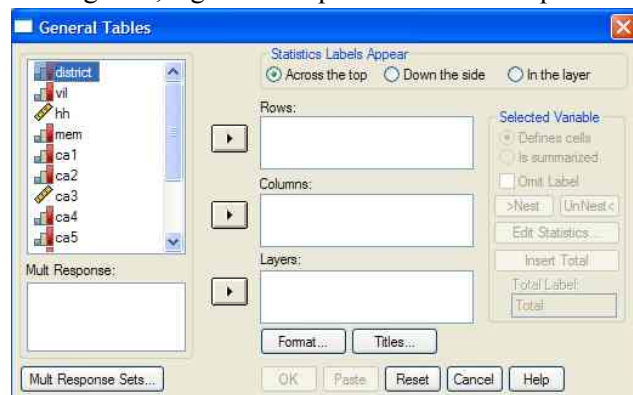 General Tables
district
vil
hh
mem
ca1
ca2
ca3
ca4
ca5
Mult Response:
Mult Response Sets...
Statistics Labels Appear
Across the top Down the side In the layer
Rows:
Columns:
Layers:
Selected Variable
Defines cells
Is summarized
Omit Label
>Nest UnNest<
Edit Statistics...
Insert Total
Total Label:
Total
Format... Titles...
OK Paste Reset Cancel Help